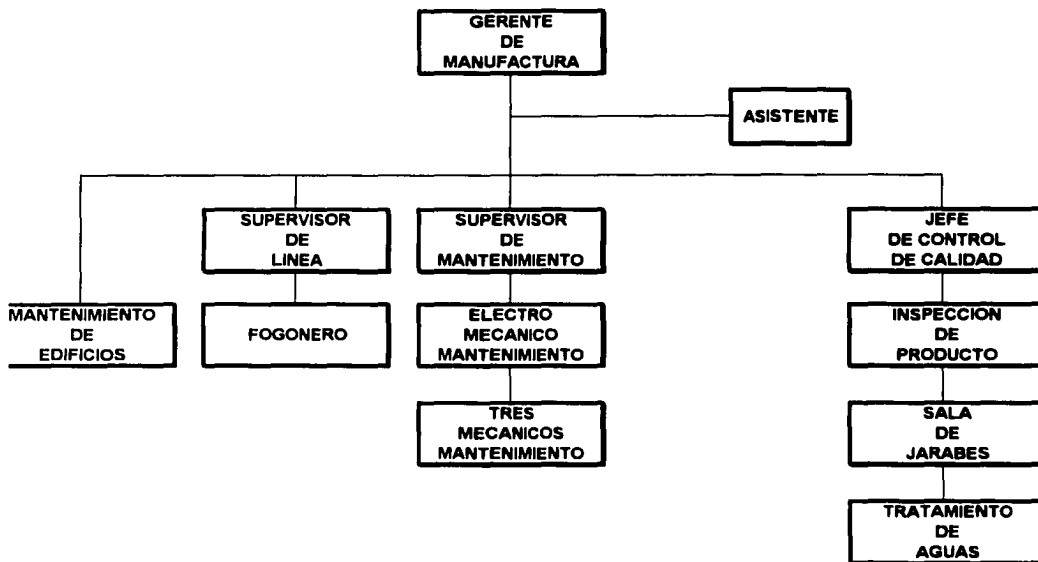 GERENTE
DE
MANUFACTURA
ASISTENTE
SUPERVISOR
DE
LINEA
SUPERVISOR
DE
MANTENIMIENTO
JEFE
DE CONTROL
DE CALIDAD
MANTENIMIENTO
DE
EDIFICIOS
FOGONERO
ELECTRO
MECANICO
MANTENIMIENTO
INSPECCION
DE
PRODUCTO
TRES
MECANICOS
MANTENIMIENTO
SALA
DE
JARABES
TRATAMIENTO
DE
AGUAS